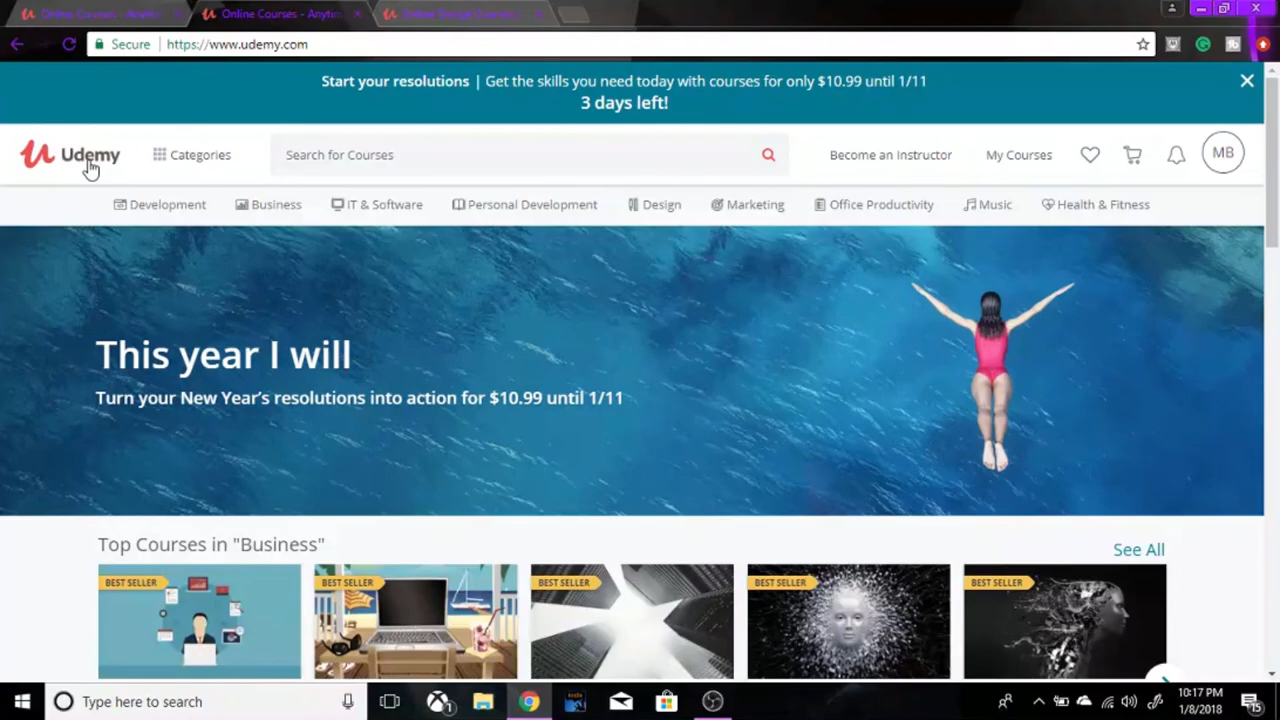 Online Courses - Anytim
Online Courses - Anytim
Secure
https://www.udemy.com
Start your resolutions | Get the skills you need today with courses for only $10.99 until 1/11
3 days left!
Udemy
Categories
Search for Courses
Become an Instructor
My Courses
MB
Development
Business
IT & Software
Personal Development
Design
Marketing
Office Productivity
Music
Health & Fitness
This year I will
Turn your New Year's resolutions into action for $10.99 until 1/11
Top Courses in "Business"
See All
BEST SELLER
BEST SELLER
BEST SELLER
BEST SELLER
BEST SELLER
Type here to search
10:17 PM
1/8/2018
15